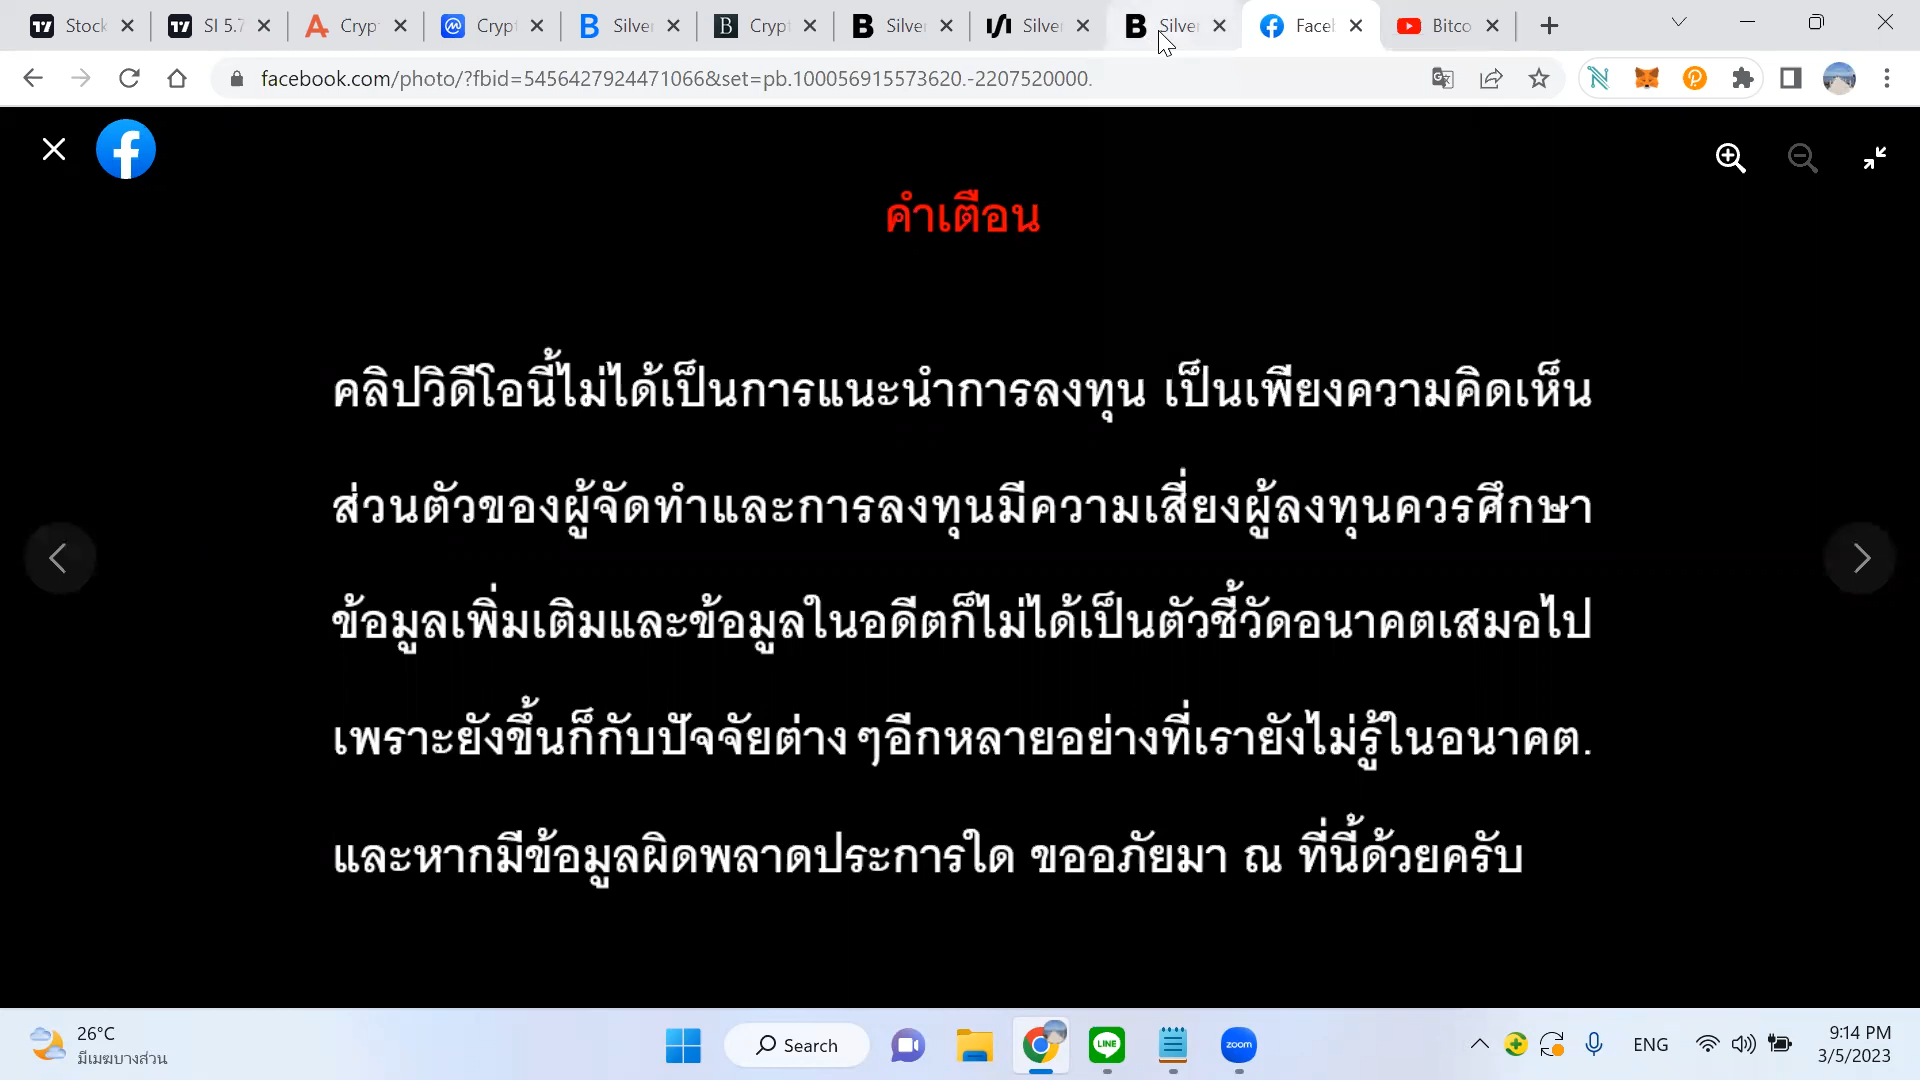 Stock
SI 5.7
Crypt
Crypt
Silver
Crypt
Silver
Silver
Silver
Facel
Bitco
facebook.com/photo/?fbid=5456427924471066&set=pb.100056915573620.-2207520000.
คำเตือน
คลิปวิดีโอนี้ไม่ได้เป็นการแนะนำการลงทุน เป็นเพียงความคิดเห็น
ส่วนตัวของผู้จัดทำและการลงทุนมีความเสี่ยงผู้ลงทุนควรศึกษา
ข้อมูลเพิ่มเติมและข้อมูลในอดีตก็ไม่ได้เป็นตัวชี้วัดอนาคตเสมอไป
เพราะยังขึ้นก็กับปัจจัยต่างๆอีกหลายอย่างที่เรายังไม่รู้ในอนาคต.
และหากมีข้อมูลผิดพลาดประการใด ขออภัยมา ณ ที่นี้ด้วยครับ
26°C
มีเมฆบางส่วน
Search
LINE
zoom
ENG
9:14 PM
3/5/2023